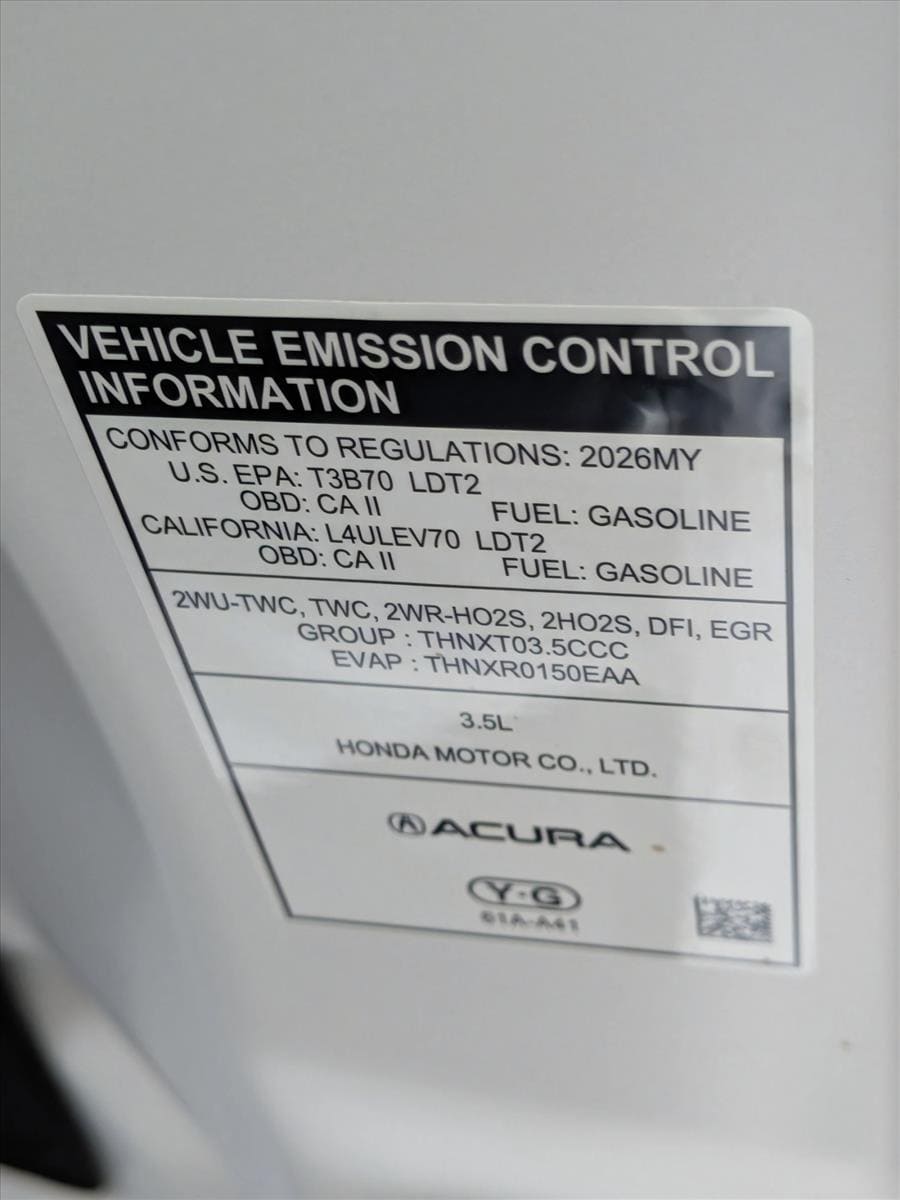 VEHICLE EMISSION CONTROL
INFORMATION
CONFORMS TO REGULATIONS: 2026MY
U.S. EPA: T3B70 LDT2
OBD: CA II FUEL: GASOLINE
CALIFORNIA: L4ULEV70 LDT2
OBD: CA II FUEL: GASOLINE
2WU-TWC, TWC, 2WR-HO2S, 2HO2S, DFI, EGR
GROUP : THNXT03.5CCC
EVAP : THNXR0150EAA
3.5L
HONDA MOTOR CO., LTD.
ACURA
Y-G
61A-A41